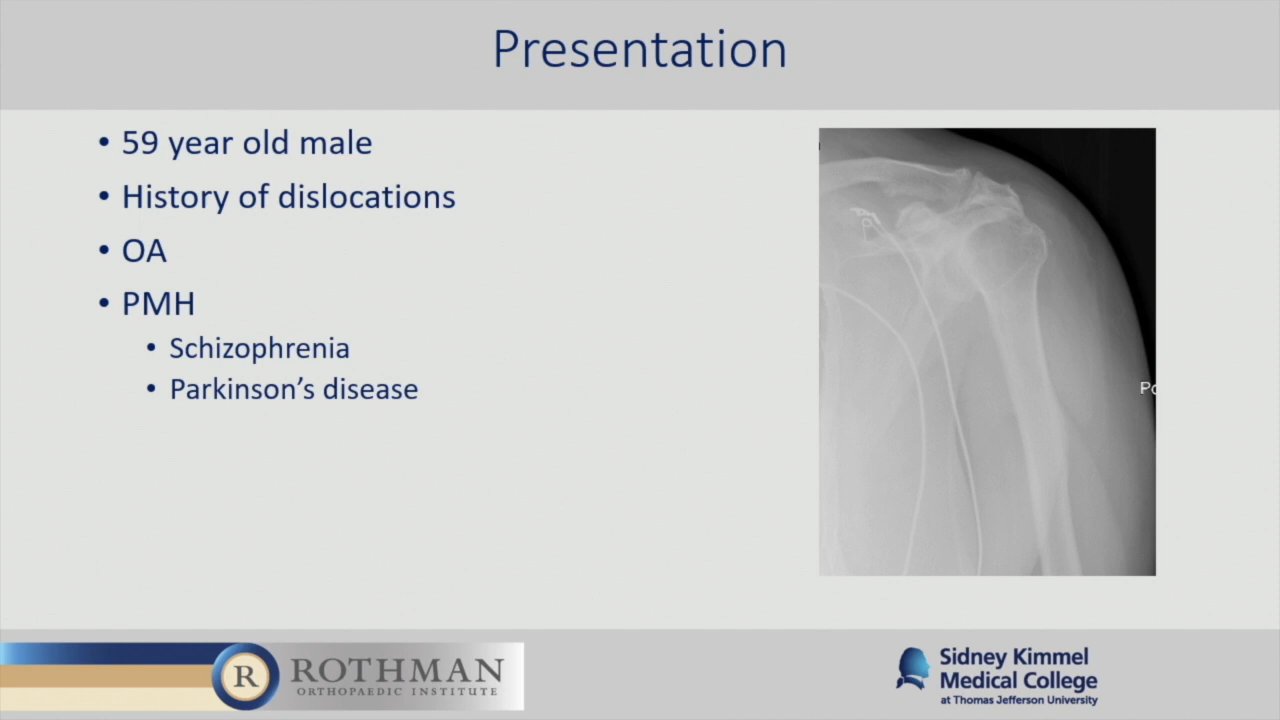 Presentation
• 59 year old male
• History of dislocations
• OA
• PMH
• Schizophrenia
• Parkinson’s disease
R
Po
R
ROTHMAN
ORTHOPAEDIC INSTITUTE
Sidney Kimmel
Medical College
at Thomas Jefferson University